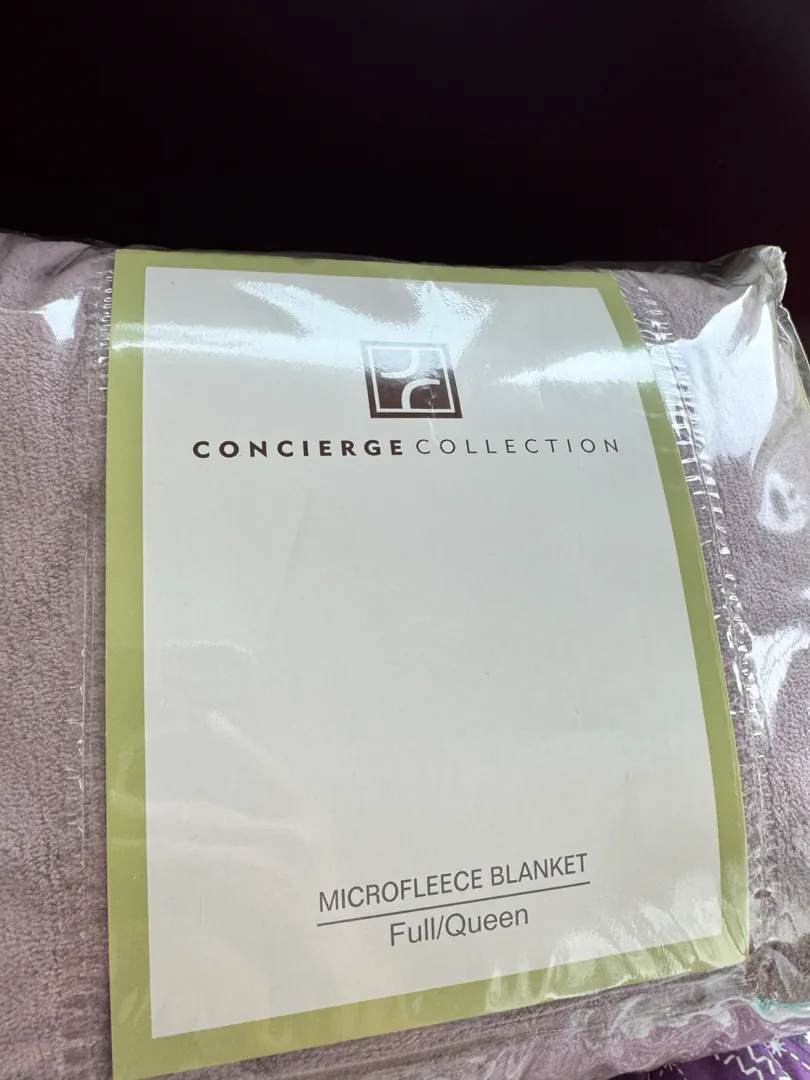 CONCIERGE COLLECTION
MICROFLEECE BLANKET
Full/Queen